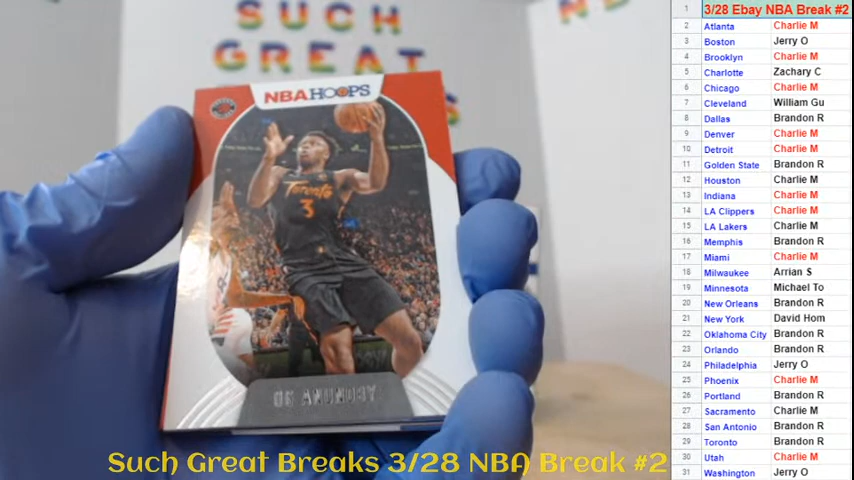 SUCH
GREAT
NBA HOOPS
Toronto
3
OG ANUNOBY
Such Great Breaks 3/28 NBA Break #2
1 3/28 Ebay NBA Break #2
2 Atlanta Charlie M
3 Boston Jerry O
4 Brooklyn Charlie M
5 Charlotte Zachary C
6 Chicago Charlie M
7 Cleveland William Gu
8 Dallas Brandon R
9 Denver Charlie M
10 Detroit Charlie M
11 Golden State Brandon R
12 Houston Charlie M
13 Indiana Charlie M
14 LA Clippers Charlie M
15 LA Lakers Charlie M
16 Memphis Brandon R
17 Miami Charlie M
18 Milwaukee Arrian S
19 Minnesota Michael To
20 New Orleans Brandon R
21 New York David Hom
22 Oklahoma City Brandon R
23 Orlando Brandon R
24 Philadelphia Jerry O
25 Phoenix Charlie M
26 Portland Brandon R
27 Sacramento Charlie M
28 San Antonio Brandon R
29 Toronto Brandon R
30 Utah Charlie M
31 Washington Jerry O